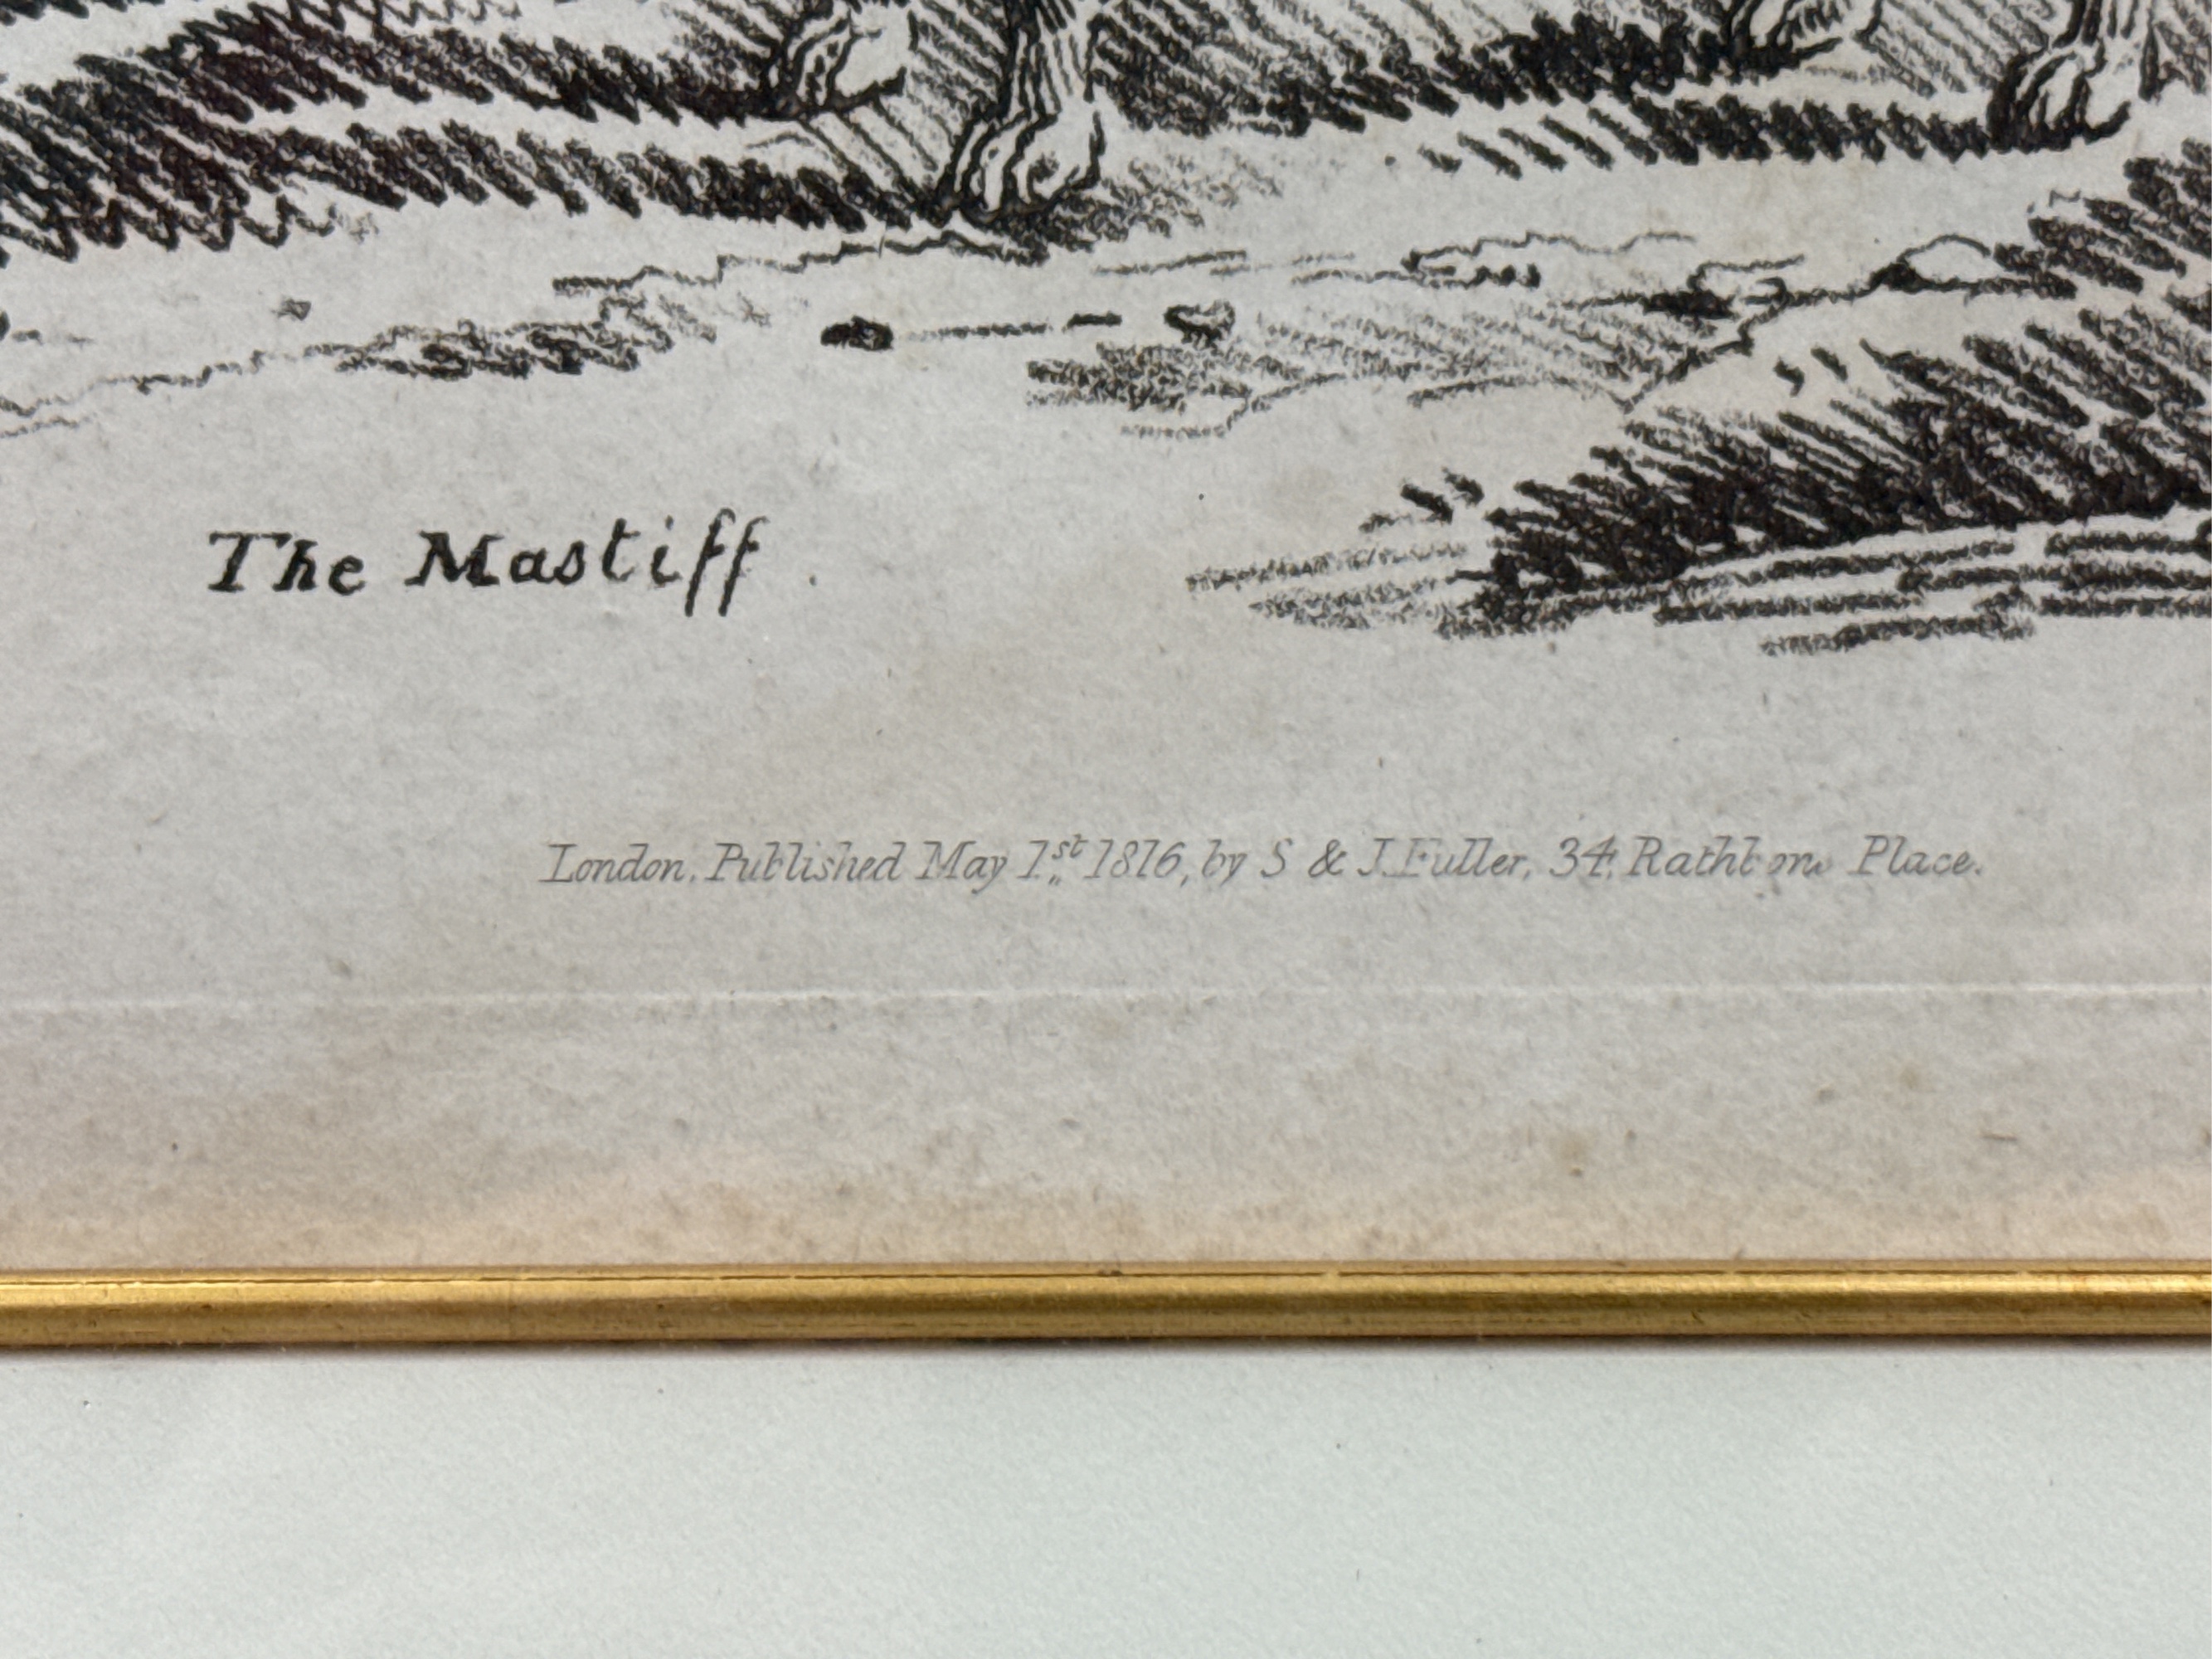 The Mastiff.
London, Published May 1st 1816, by S & J. Fuller, 34, Rathbone Place.